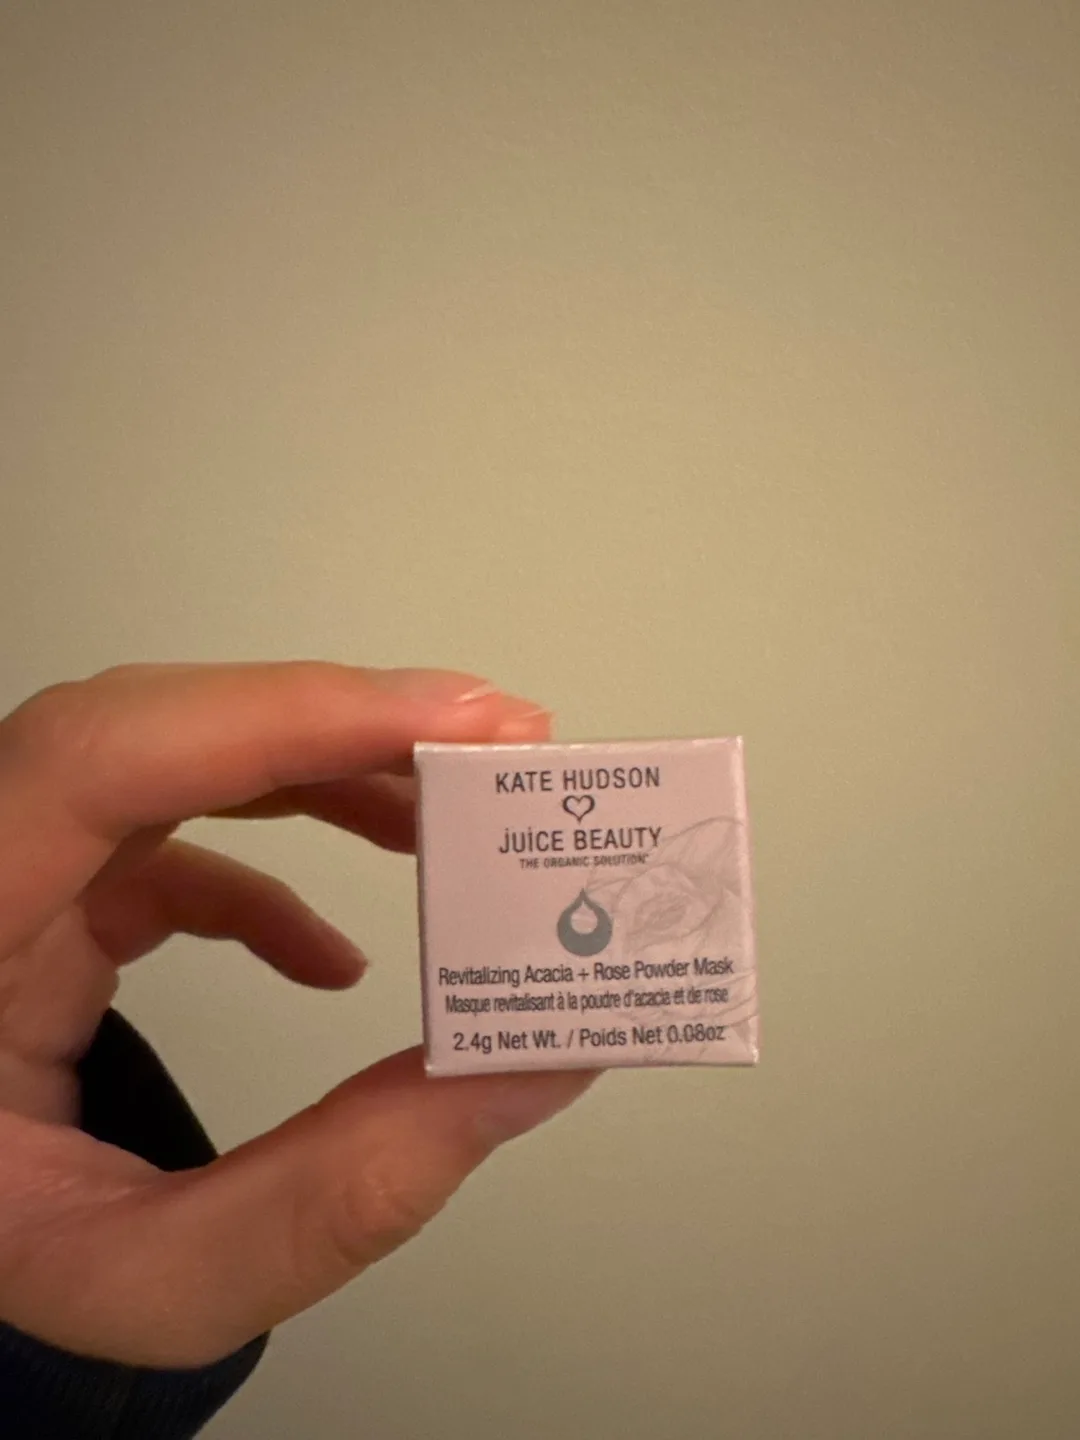 KATE HUDSON
JUICE BEAUTY
THE ORGANIC SOLUTION™
Revitalizing Acacia + Rose Powder Mask
Masque revitalisant à la poudre d'acacia et de rose
2.4g Net Wt. / Poids Net 0.08oz